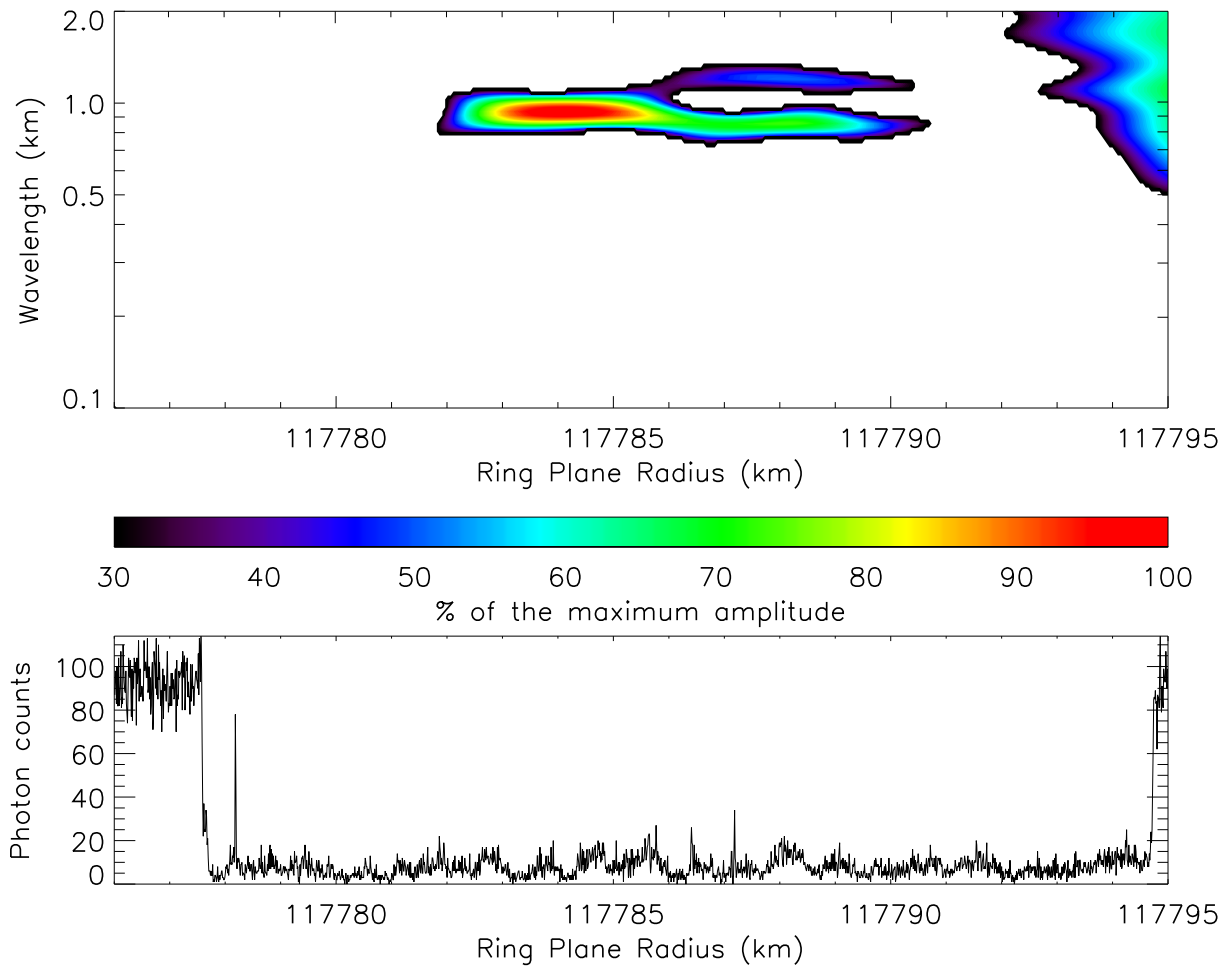 2.0
1.0
0.5
0.1
Wavelength (km)
117780 117785 117790 117795
Ring Plane Radius (km)
30 40 50 60 70 80 90 100
% of the maximum amplitude
100
80
60
40
20
0
Photon counts
117780 117785 117790 117795
Ring Plane Radius (km)